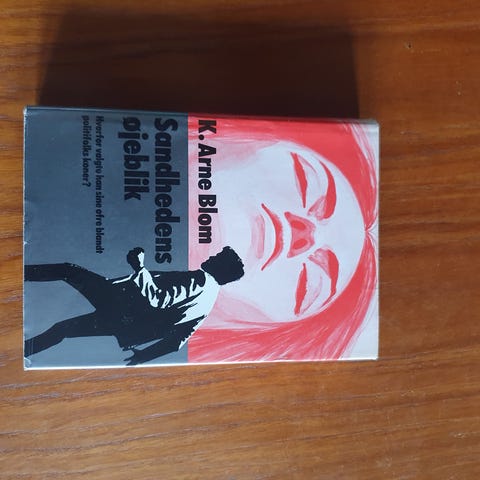 K. Arne Blom
Sandhedens
øjeblik
Hvorfor valgte han sine ofre blandt
politifolks koner?